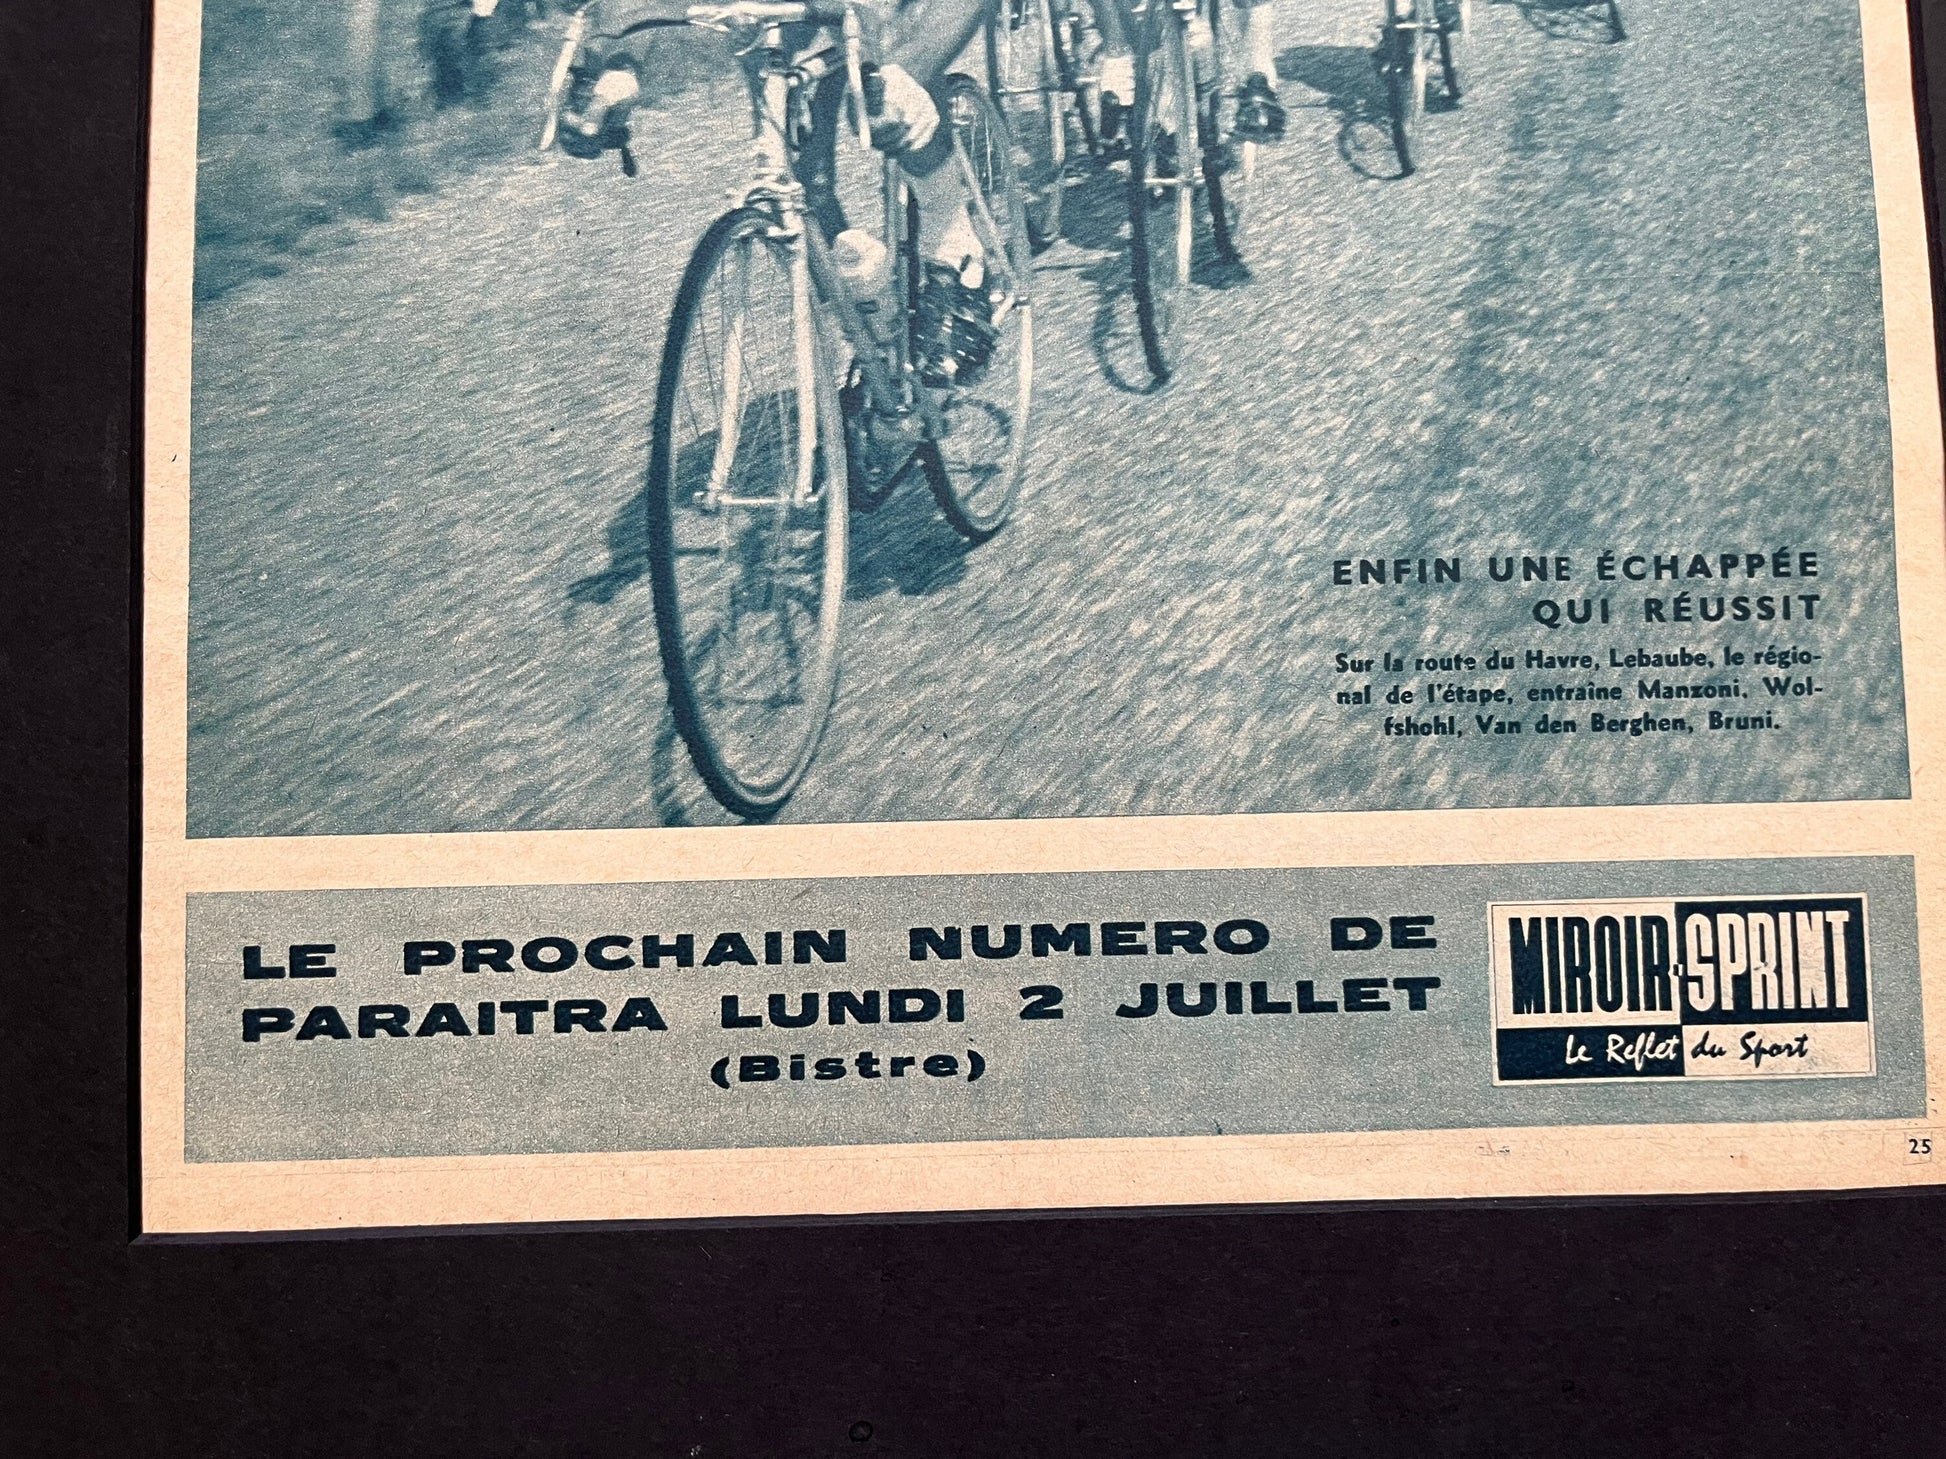 ENFIN UNE ÉCHAPPÉE
QUI RÉUSSIT
Sur la route du Havre, Lebaube, le régio-
nal de l'étape, entraîne Manzoni, Wol-
fshohl, Van den Berghen, Bruni.
LE PROCHAIN NUMERO DE
PARAITRA LUNDI 2 JUILLET
(Bistre)
MIROIR-SPRINT
Le Reflet du Sport
25